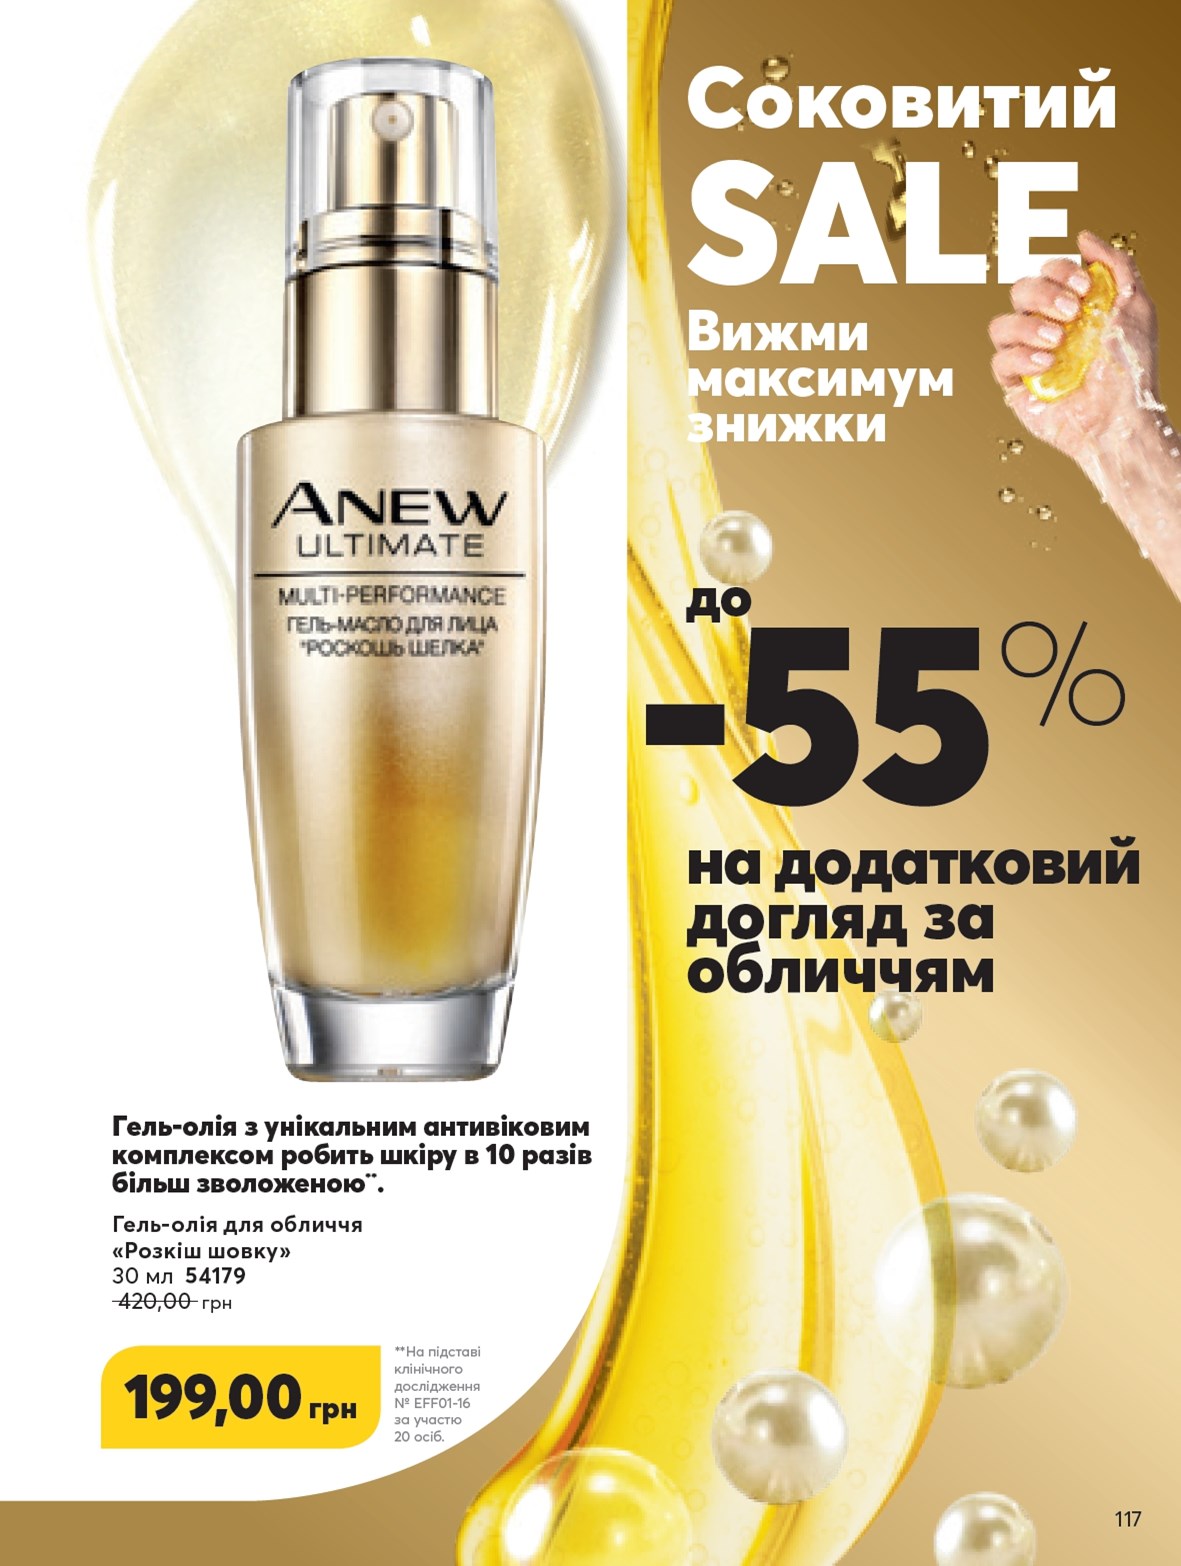 ANEW
ULTIMATE
MULTI-PERFORMANCE
ГЕЛЬ-МАСЛО ДЛЯ ЛИЦА
"РОСКОШЬ ШЕЛКА"
Соковитий
SALE
Вижми
максимум
знижки
до
-55%
на додатковий
догляд за
обличчям
Гель-олія з унікальним антивіковим
комплексом робить шкіру в 10 разів
більш зволоженою**.
Гель-олія для обличчя
«Розкіш шовку»
30 мл 54179
420,00 грн
199,00 грн
**На підставі
клінічного
дослідження
№ EFF01-16
за участю
20 осіб.
117